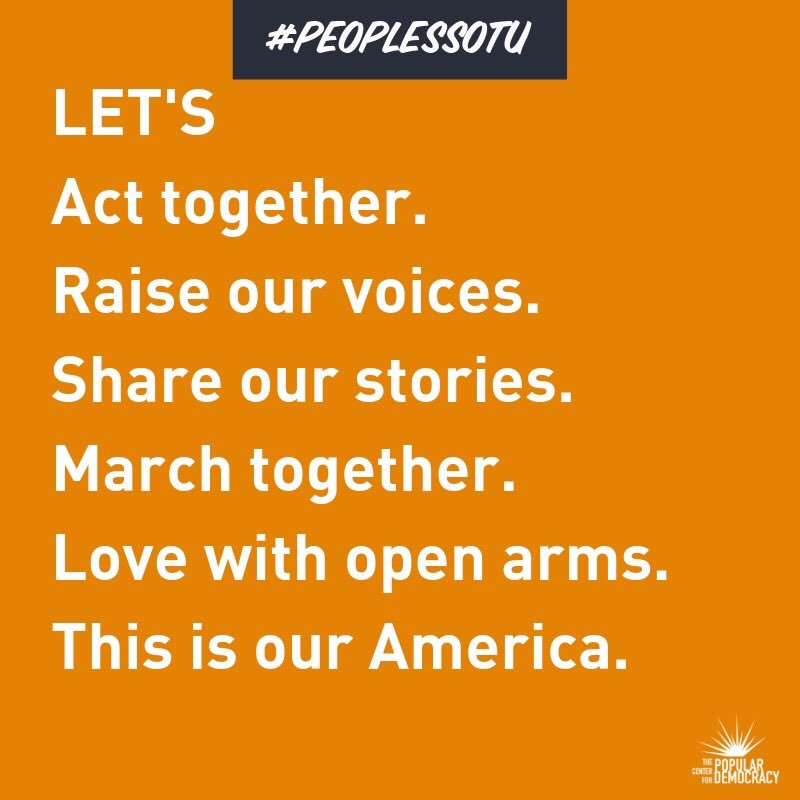 #PEOPLESSOTU
LET'S
Act together.
Raise our voices.
Share our stories.
March together.
Love with open arms.
This is our America.
THE CENTER FOR POPULAR DEMOCRACY